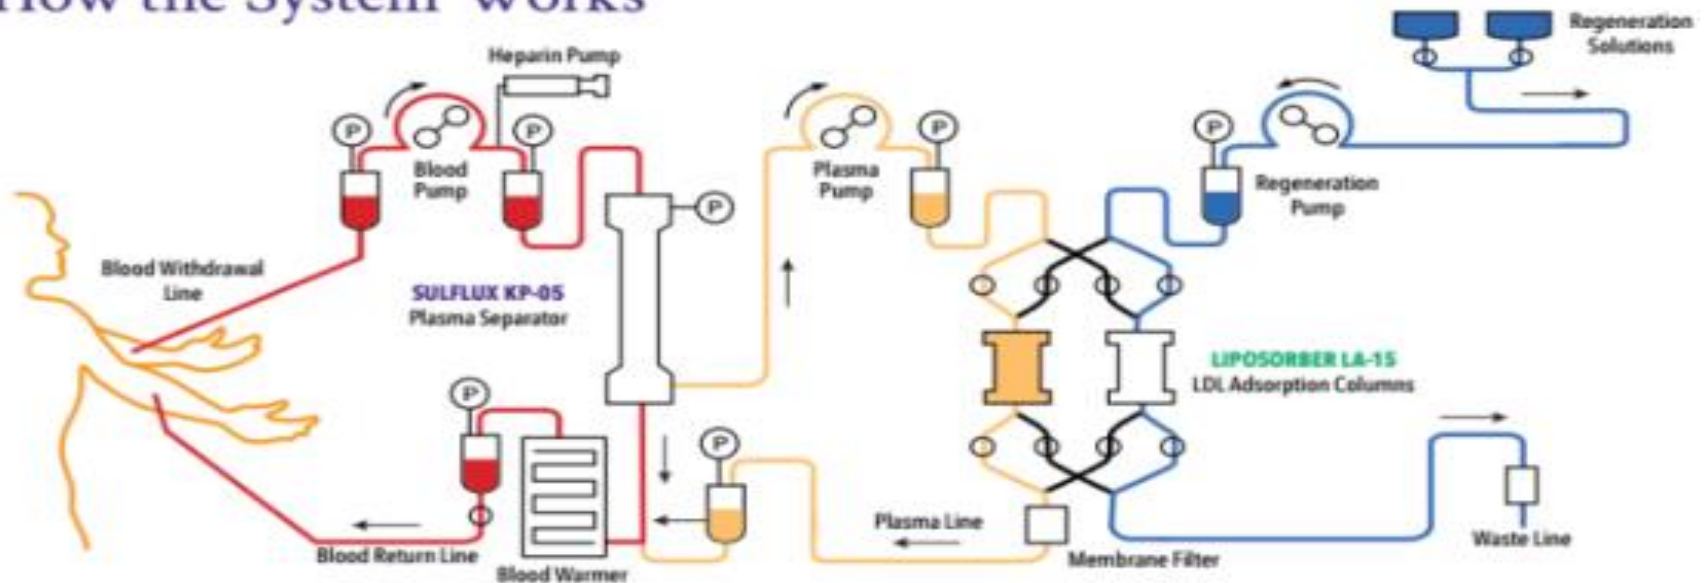 How the System Works
Regeneration
Solutions
Heparin Pump
P
P
P
P
Blood
Pump
Plasma
Pump
Regeneration
Pump
P
Blood Withdrawal
Line
SULFLUX KP-05
Plasma Separator
LIPOSORBER LA-15
LDL Adsorption Columns
P
P
Plasma Line
Membrane Filter
Waste Line
Blood Return Line
Blood Warmer